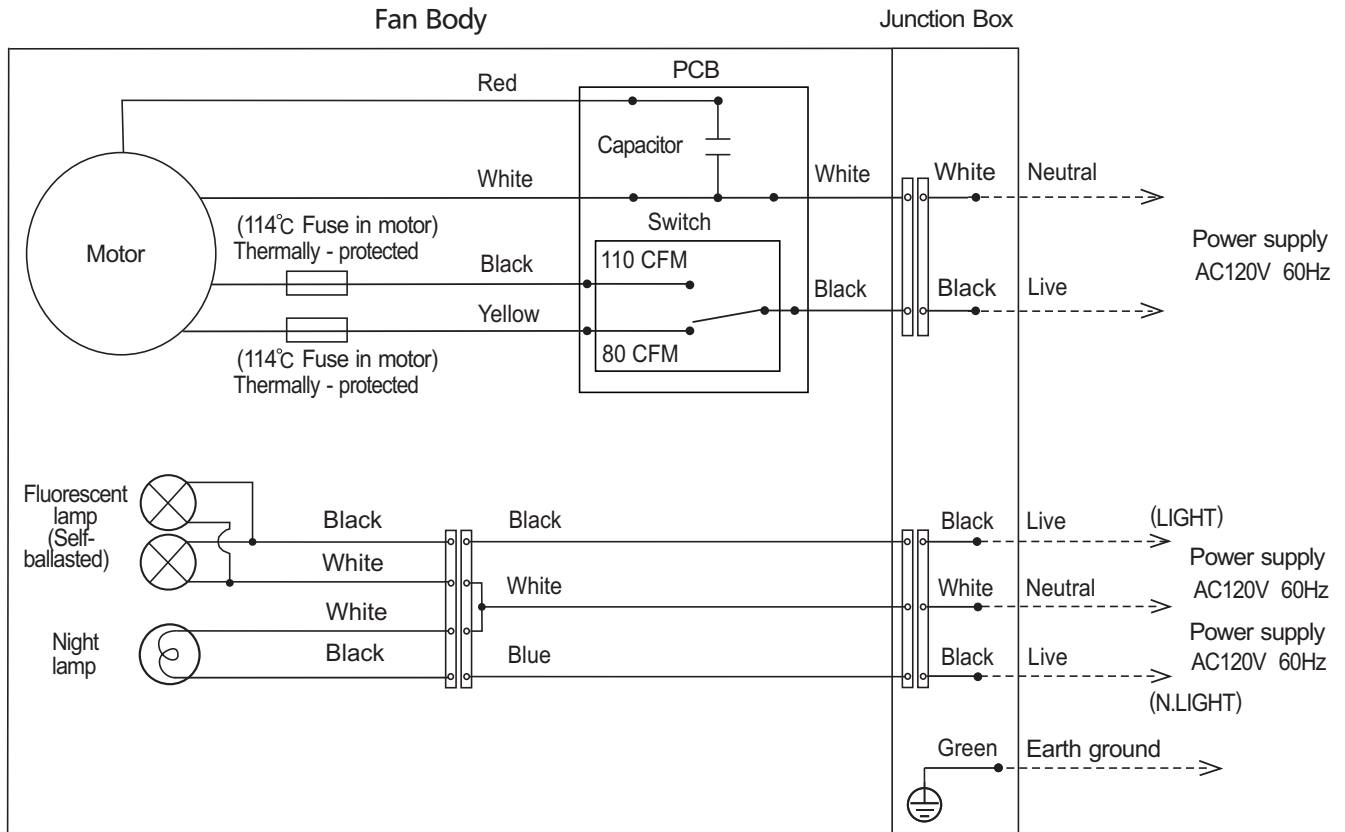 Fan Body
Junction Box
PCB
Red
Capacitor
White
White
White
Neutral
(114℃ Fuse in motor)
Thermally - protected
Switch
Motor
Black
110 CFM
Black
Black
Live
Power supply
AC120V 60Hz
Yellow
80 CFM
(114℃ Fuse in motor)
Thermally - protected
Fluorescent
lamp
(Self-
ballasted)
Black
Black
Black
Live
(LIGHT)
White
Power supply
AC120V 60Hz
White
White
Neutral
White
Night
lamp
Black
Blue
Black
Live
Power supply
AC120V 60Hz
(N.LIGHT)
Green
Earth ground